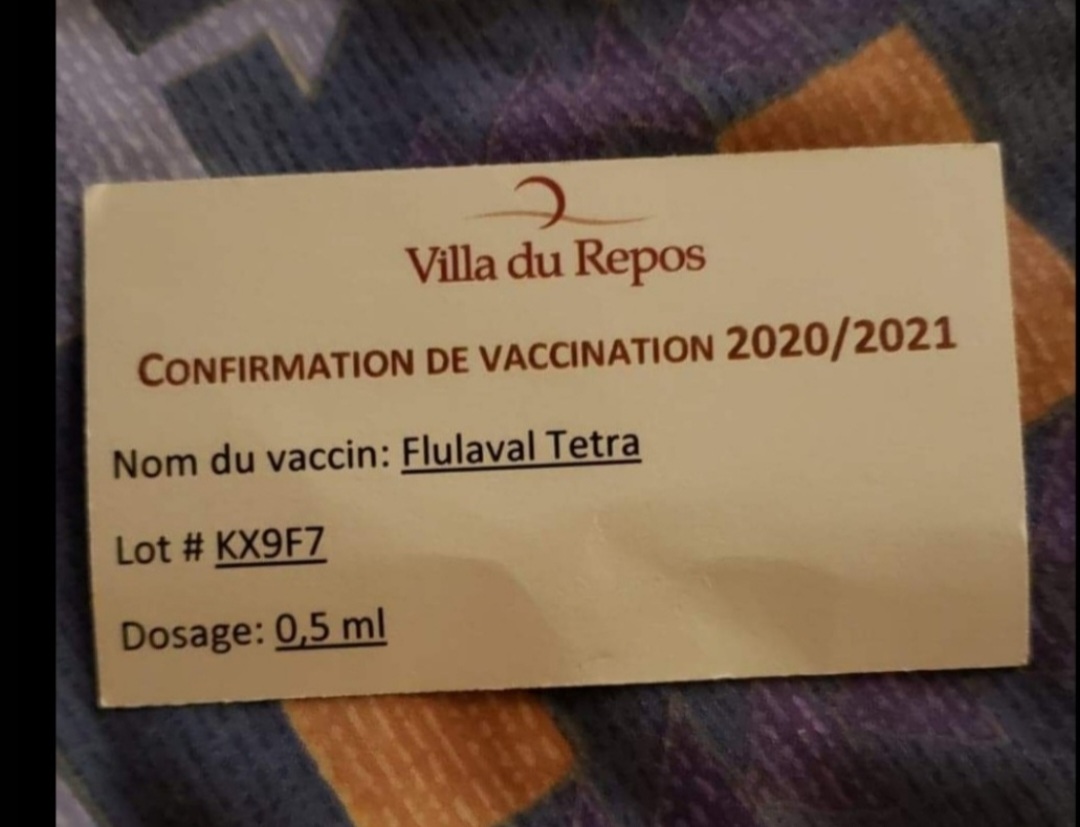 Villa du Repos
CONFIRMATION DE VACCINATION 2020/2021
Nom du vaccin: Flulaval Tetra
Lot # KX9F7
Dosage: 0,5 ml